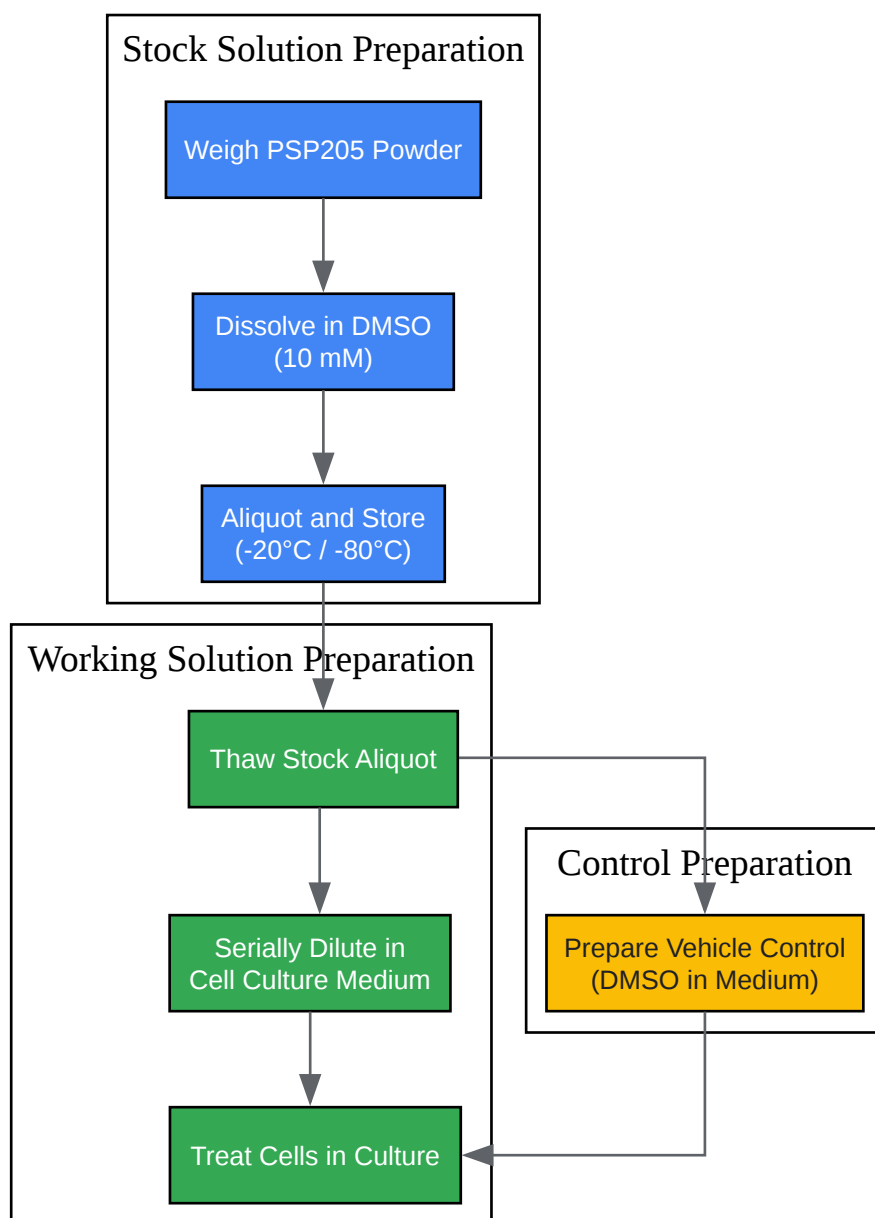 Stock Solution Preparation
Weigh PSP205 Powder
Dissolve in DMSO
(10 mM)
Aliquot and Store
(-20°C / -80°C)
Working Solution Preparation
Thaw Stock Aliquot
Control Preparation
Serially Dilute in
Cell Culture Medium
Prepare Vehicle Control
(DMSO in Medium)
Treat Cells in Culture